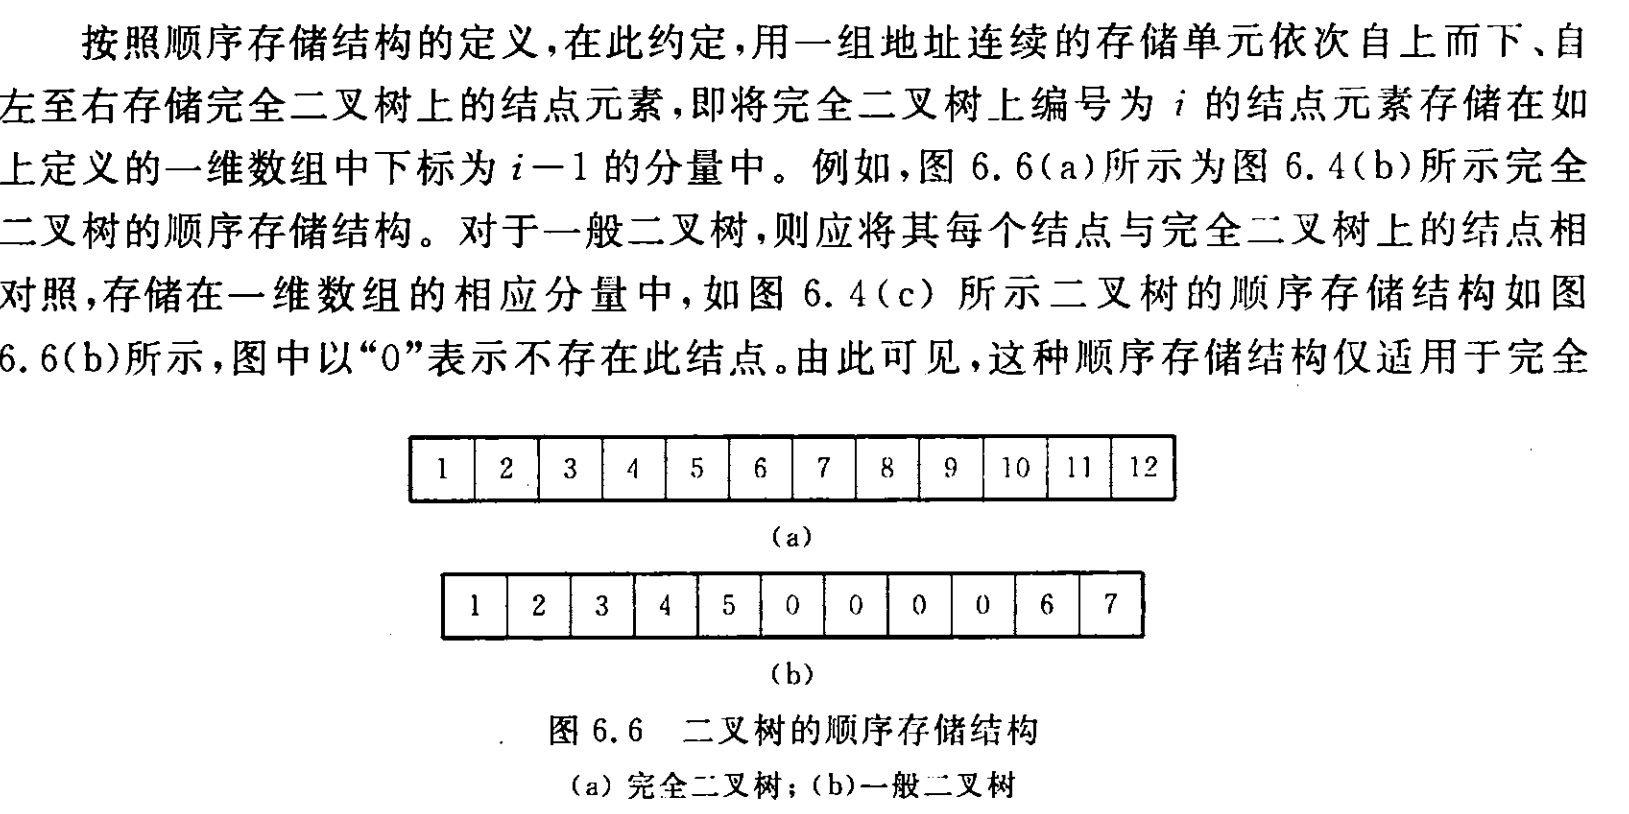 按照顺序存储结构的定义,在此约定,用一组地址连续的存储单元依次自上而下、自
左至右存储完全二叉树上的结点元素,即将完全二叉树上编号为 i 的结点元素存储在如
上定义的一维数组中下标为 i-1 的分量中。例如,图 6.6(a)所示为图 6.4(b)所示完全
二叉树的顺序存储结构。对于一般二叉树,则应将其每个结点与完全二叉树上的结点相
对照,存储在一维数组的相应分量中,如图 6.4(c) 所示二叉树的顺序存储结构如图
6.6(b)所示,图中以“0”表示不存在此结点。由此可见,这种顺序存储结构仅适用于完全
1 2 3 4 5 6 7 8 9 10 11 12
(a)
1 2 3 4 5 0 0 0 0 6 7
(b)
图 6.6 二叉树的顺序存储结构
(a) 完全二叉树; (b)一般二叉树